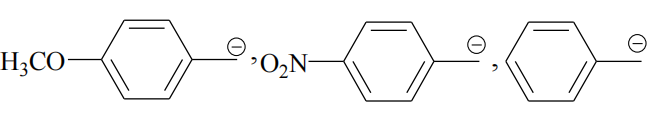 H₃CO ⊖, O₂N ⊖, ⊖